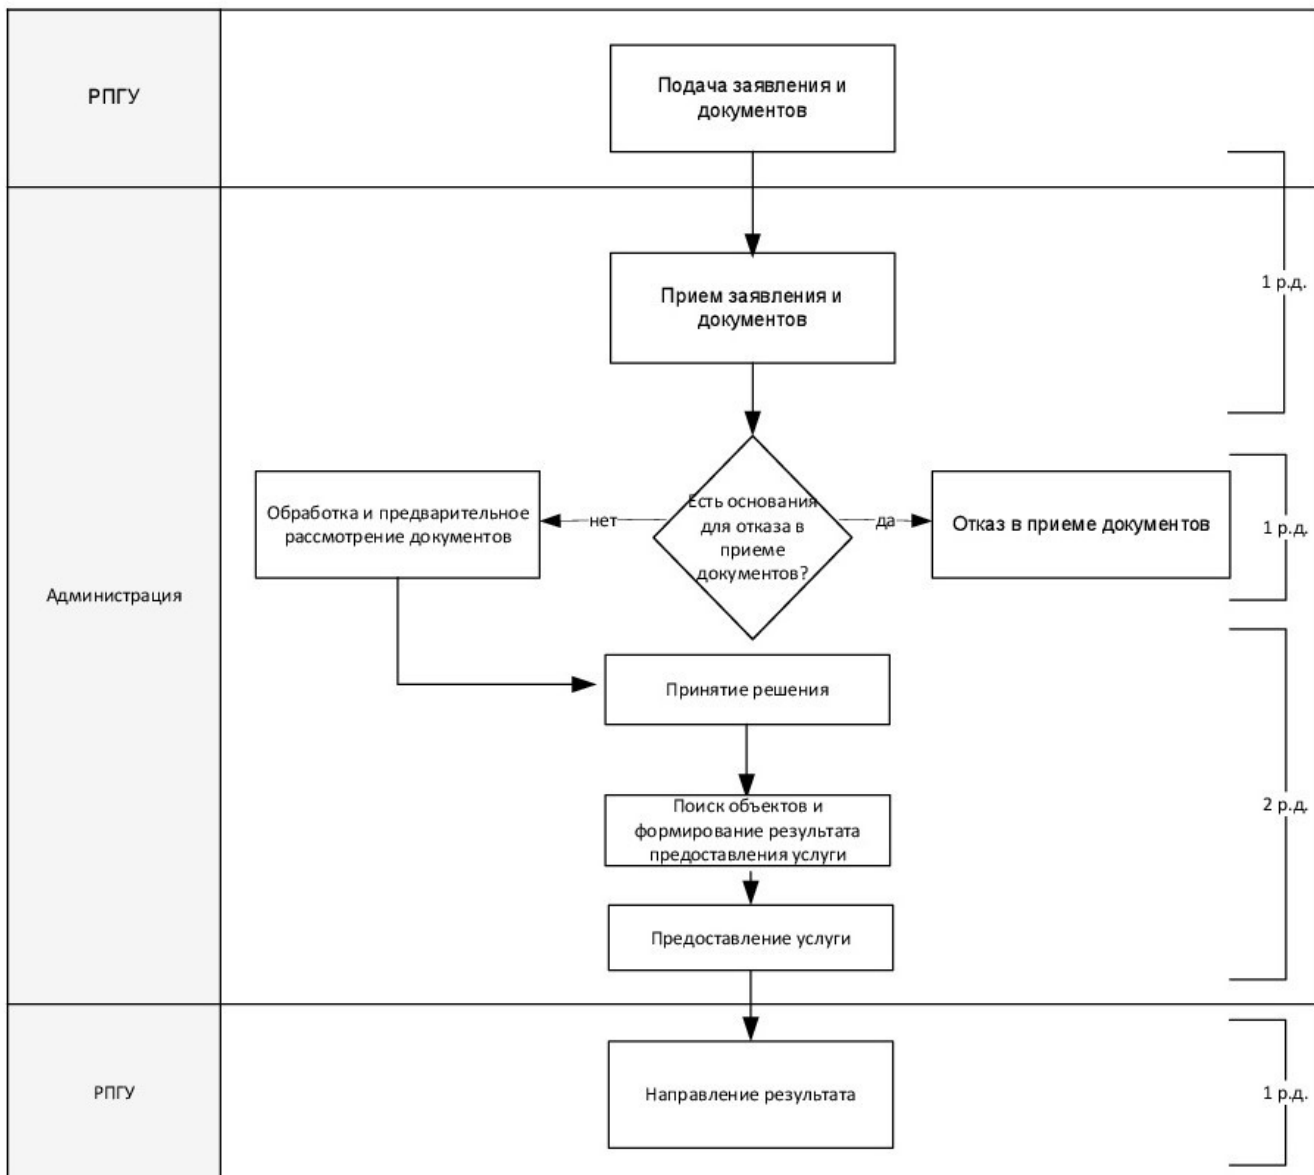 РПГУ
Подача заявления и
документов
Прием заявления и
документов
1 р.д.
Администрация
Обработка и предварительное
рассмотрение документов
нет
Есть основания
для отказа в
приеме
документов?
да
Отказ в приеме документов
1 р.д.
Принятие решения
Поиск объектов и
формирование результата
предоставления услуги
2 р.д.
Предоставление услуги
РПГУ
Направление результата
1 р.д.